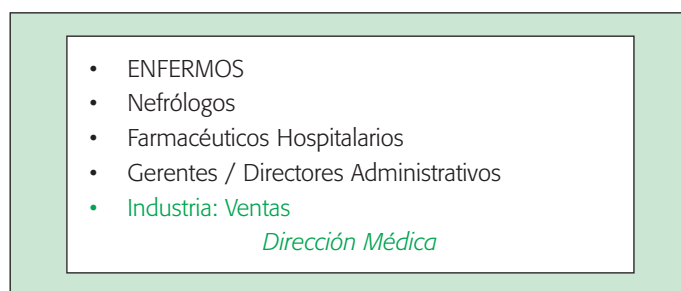 • ENFERMOS
• Nefrólogos
• Farmacéuticos Hospitalarios
• Gerentes / Directores Administrativos
• Industria: Ventas
Dirección Médica